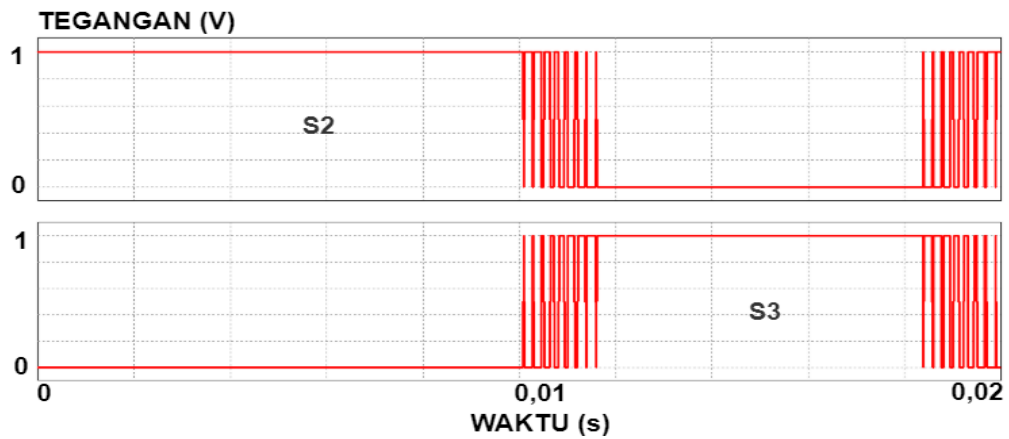 TEGANGAN (V)
1
S2
0
1
S3
0
0
0,01
0,02
WAKTU (s)